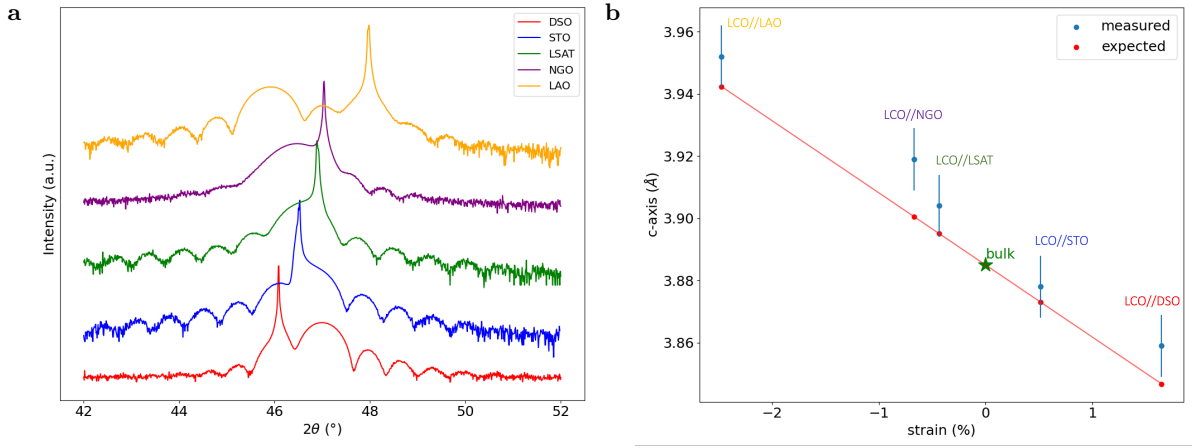 a
DSO
STO
LSAT
NGO
LAO
Intensity (a.u.)
42
44
46
48
50
52
2θ (°)
b
measured
expected
LCO//LAO
LCO//NGO
LCO//LSAT
bulk
LCO//STO
LCO//DSO
3.96
3.94
3.92
3.90
3.88
3.86
c-axis (Å)
−2
−1
0
1
strain (%)